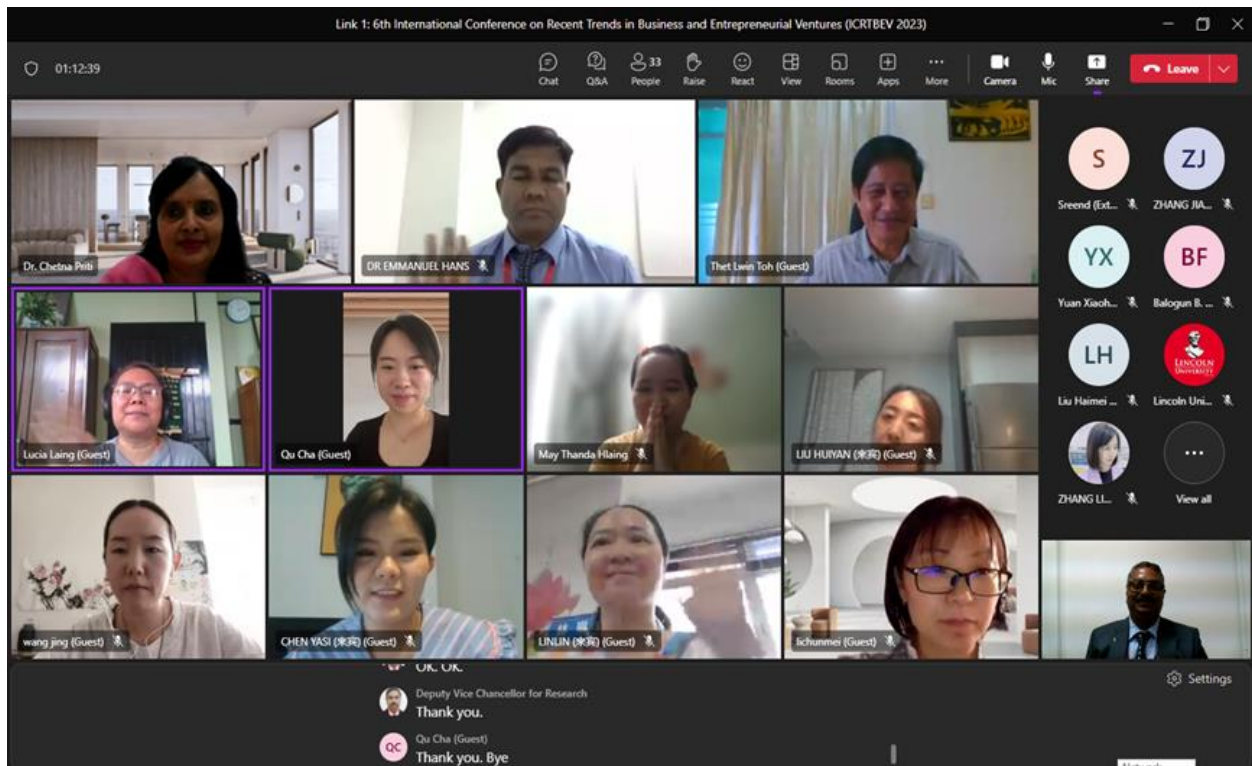 Link 1: 6th International Conference on Recent Trends in Business and Entrepreneurial Ventures (ICRTBEV 2023)
01:12:39
Chat
Q&A
33
People
Raise
React
View
Rooms
Apps
More
Camera
Mic
Share
Leave
Dr. Chetna Priti
DR EMMANUEL HANS
Thet Lwin Toh (Guest)
S
Sreend (Ext...
ZJ
ZHANG JIA...
YX
Yuan Xiaoh...
BF
Balogun B. ...
Lucia Laing (Guest)
Qu Cha (Guest)
May Thanda Hlaing
LIU HUIYAN (来宾) (Guest)
LH
Liu Haimei ...
LINCOLN
UNIVERSITY
Lincoln Uni...
ZHANG LI...
View all
wang jing (Guest)
CHEN YASI (来宾) (Guest)
LINLIN (来宾) (Guest)
lichunmei (Guest)
OK. OK.
Deputy Vice Chancellor for Research
Thank you.
QC
Qu Cha (Guest)
Thank you. Bye
Settings